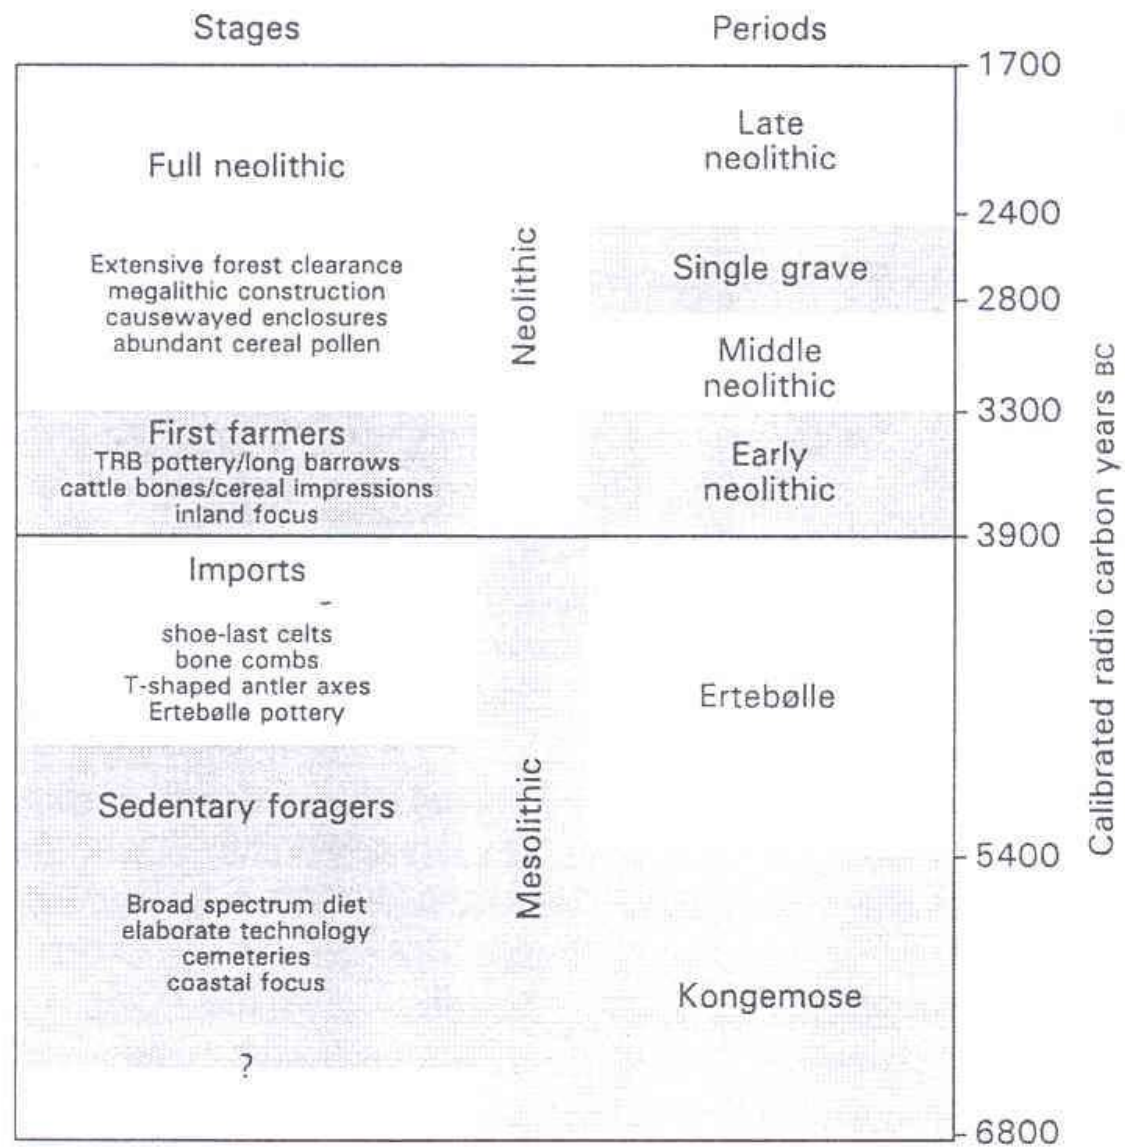 Stages
Periods
1700
Late
neolithic
Full neolithic
2400
Neolithic
Extensive forest clearance
megalithic construction
causewayed enclosures
abundant cereal pollen
Single grave
2800
Middle
neolithic
3300
First farmers
TRB pottery/long barrows
cattle bones/cereal impressions
inland focus
Early
neolithic
3900
Calibrated radio carbon years BC
Imports
shoe-last celts
bone combs
T-shaped antler axes
Ertebølle pottery
Ertebølle
Mesolithic
Sedentary foragers
5400
Broad spectrum diet
elaborate technology
cemeteries
coastal focus
Kongemose
?
6800